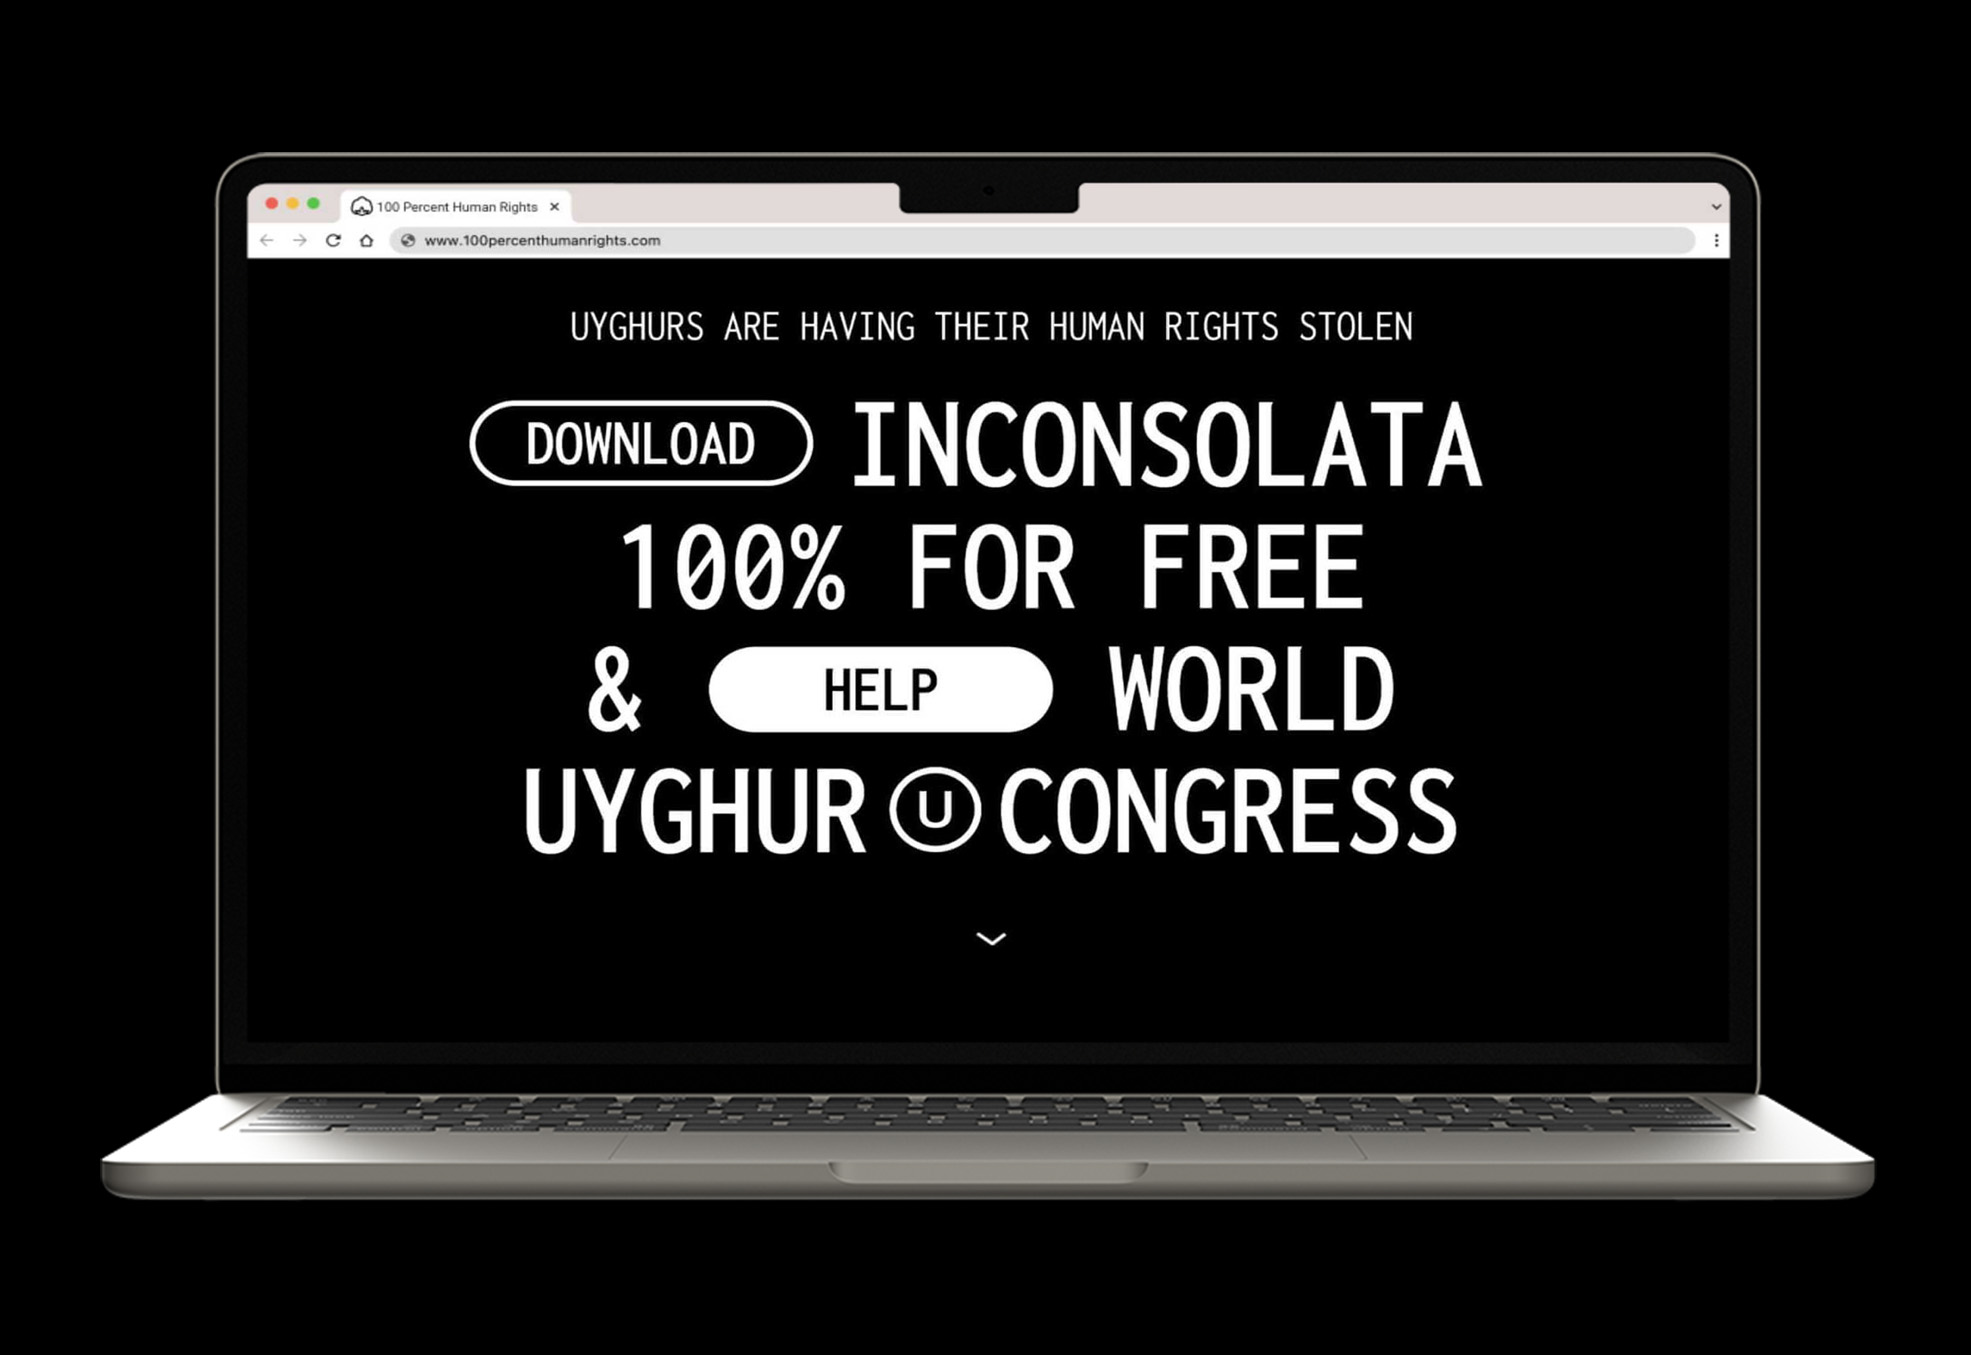 100 Percent Human Rights
www.100percenthumanrights.com
UYGHURS ARE HAVING THEIR HUMAN RIGHTS STOLEN
DOWNLOAD INCONSOLATA
100% FOR FREE
& HELP WORLD
UYGHUR U CONGRESS